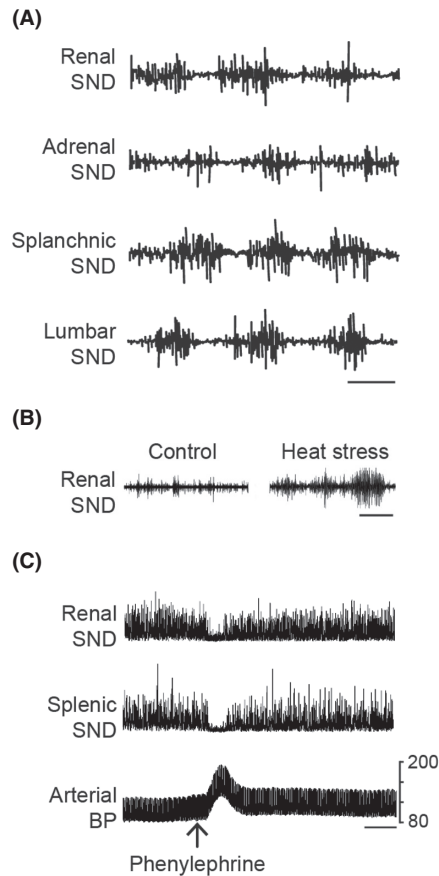 (A)
Renal
SND
Adrenal
SND
Splanchnic
SND
Lumbar
SND
(B)
Control
Heat stress
Renal
SND
(C)
Renal
SND
Splenic
SND
Arterial
BP
200
80
Phenylephrine